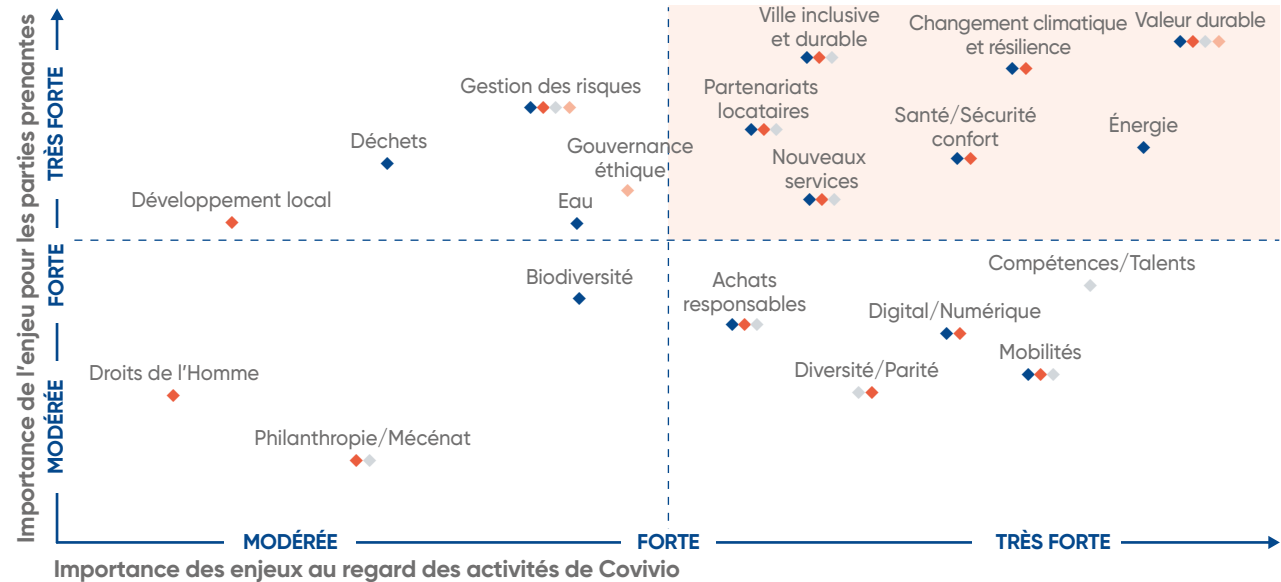 Importance de l'enjeu pour les parties prenantes
TRÈS FORTE
FORTE
MODÉRÉE
Ville inclusive
et durable
Changement climatique
et résilience
Valeur durable
Gestion des risques
Partenariats
locataires
Santé/Sécurité
confort
Énergie
Déchets
Gouvernance
éthique
Nouveaux
services
Développement local
Eau
Biodiversité
Achats
responsables
Compétences/Talents
Digital/Numérique
Mobilités
Diversité/Parité
Droits de l'Homme
Philanthropie/Mécénat
MODÉRÉE
FORTE
TRÈS FORTE
Importance des enjeux au regard des activités de Covivio